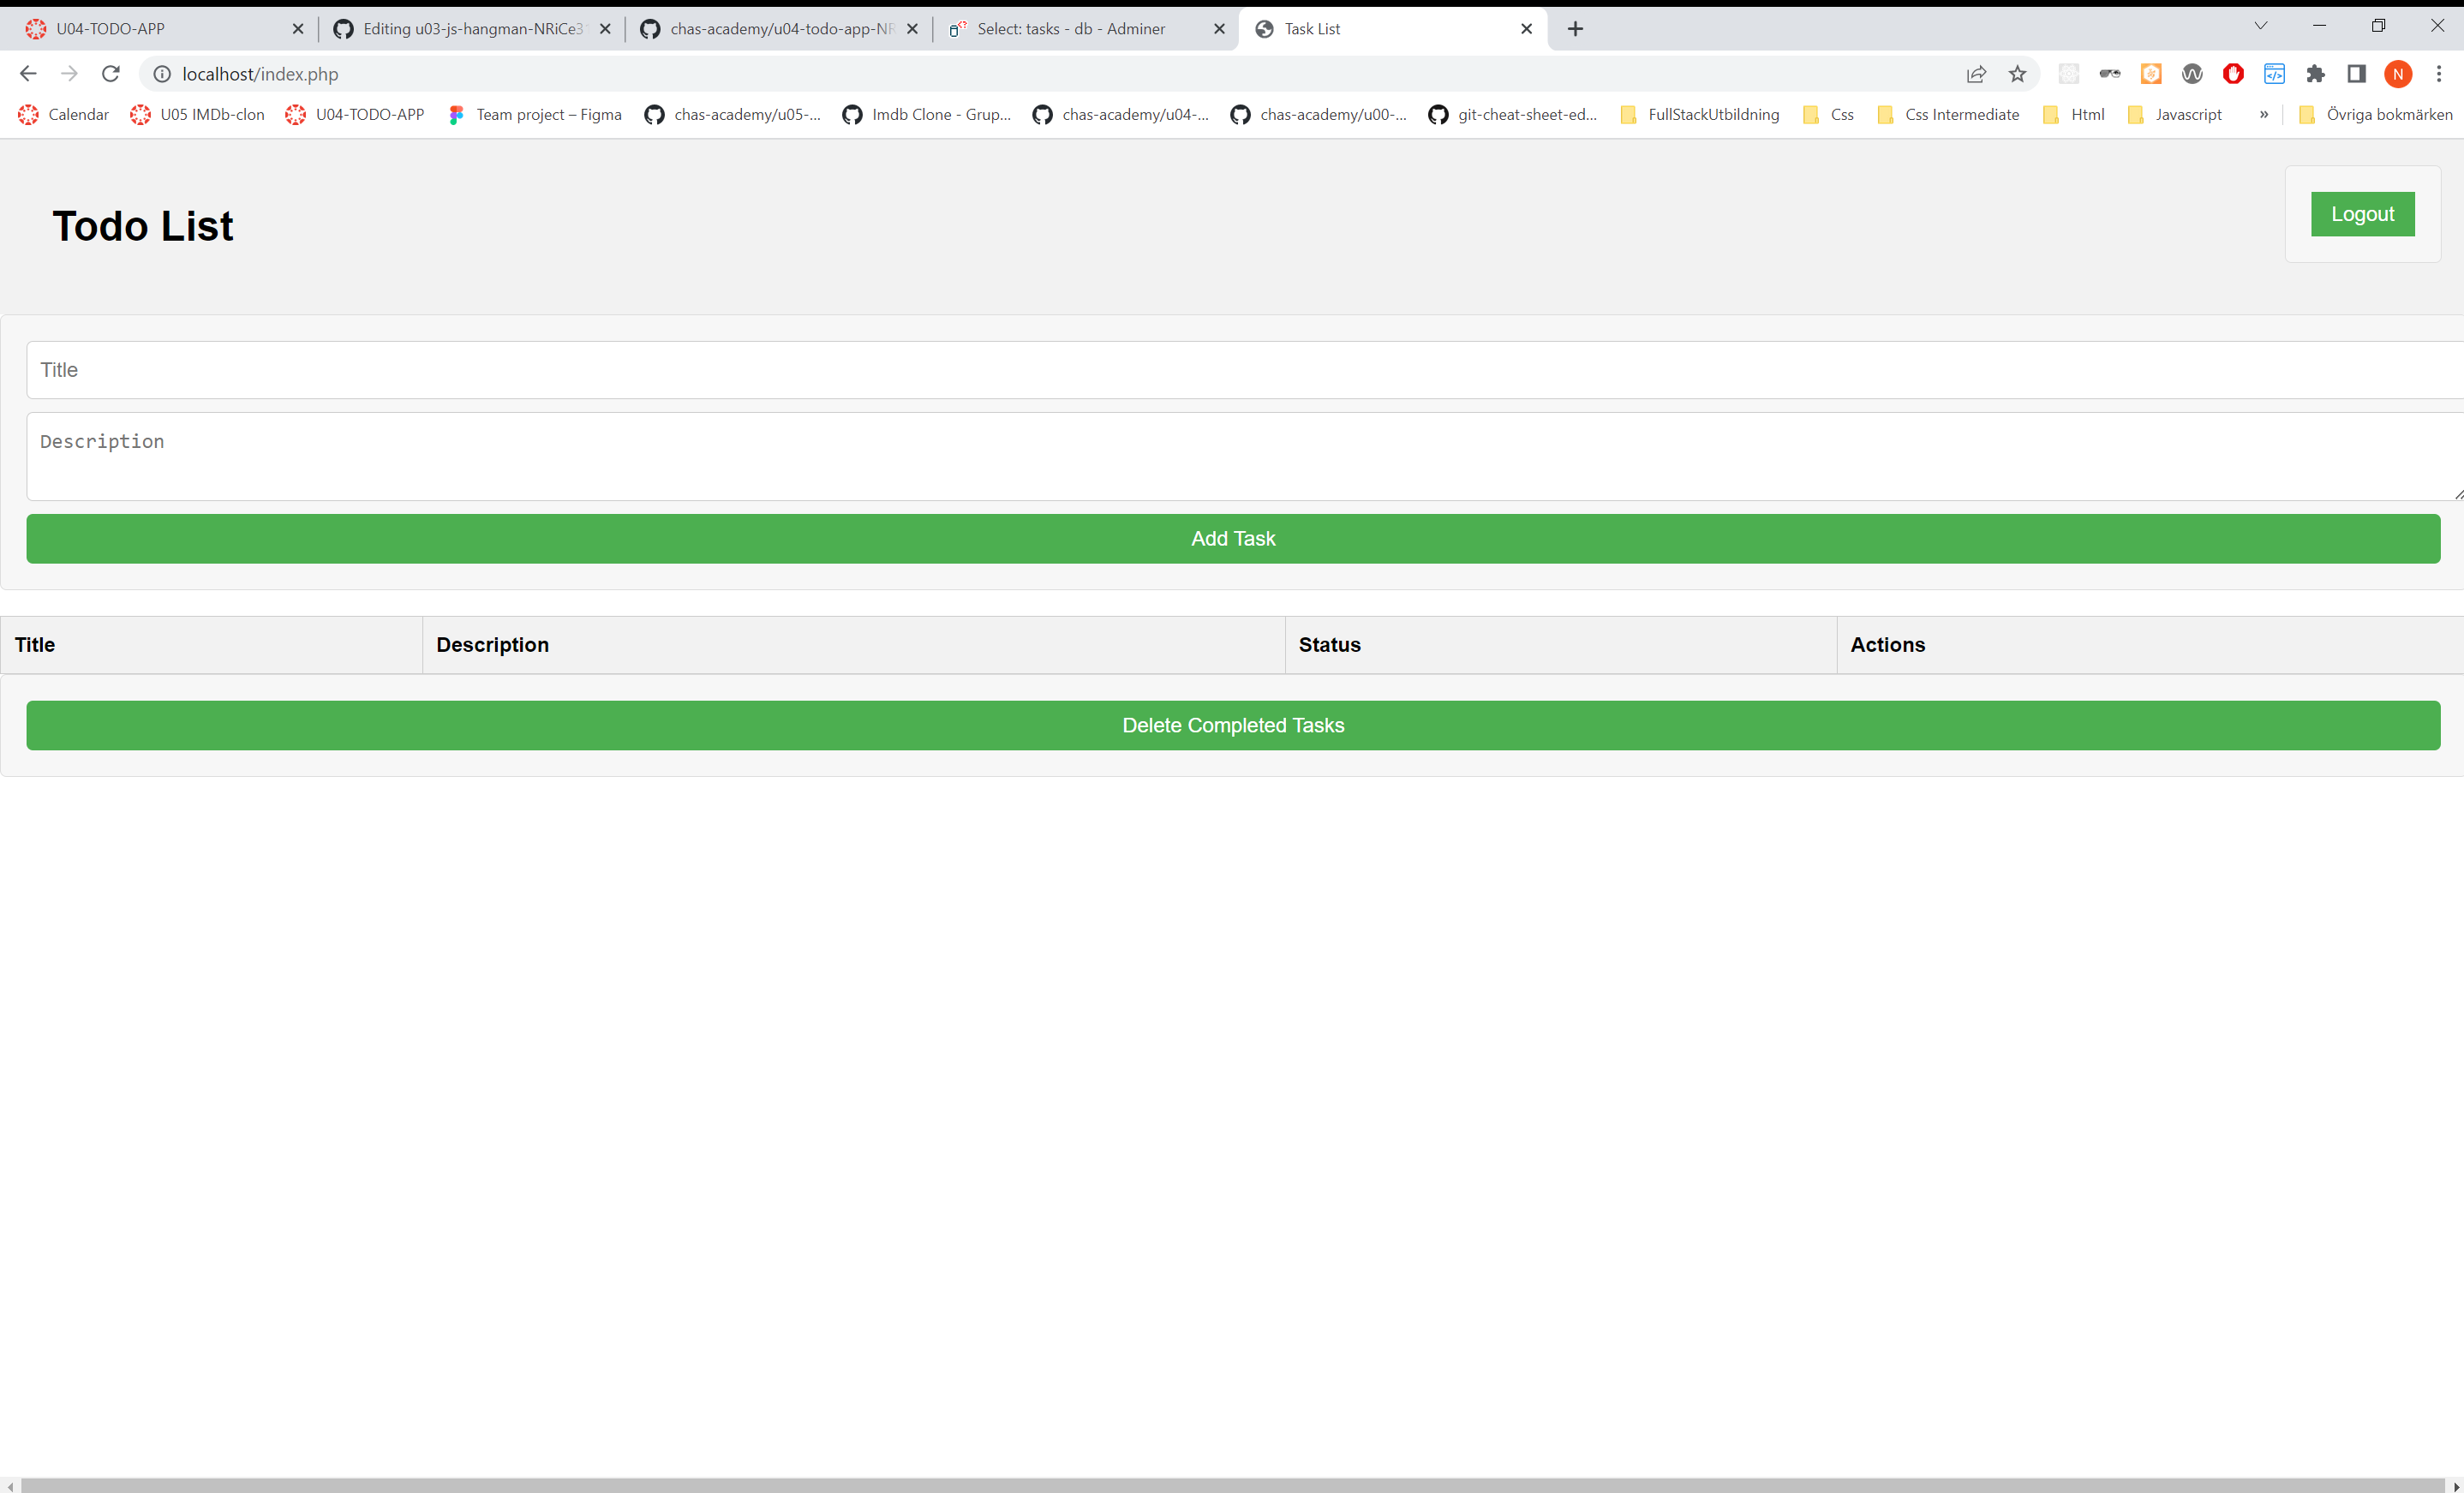 U04-TODO-APP
Editing u03-js-hangman-NRiCe3
chas-academy/u04-todo-app-NR
Select: tasks - db - Adminer
Task List
localhost/index.php
N
Calendar
U05 IMDb-clon
U04-TODO-APP
Team project – Figma
chas-academy/u05-...
Imdb Clone - Grup...
chas-academy/u04-...
chas-academy/u00-...
git-cheat-sheet-ed...
FullStackUtbildning
Css
Css Intermediate
Html
Javascript
»
Övriga bokmärken
Todo List
Logout
Title
Description
Add Task
Title Description Status Actions
Delete Completed Tasks